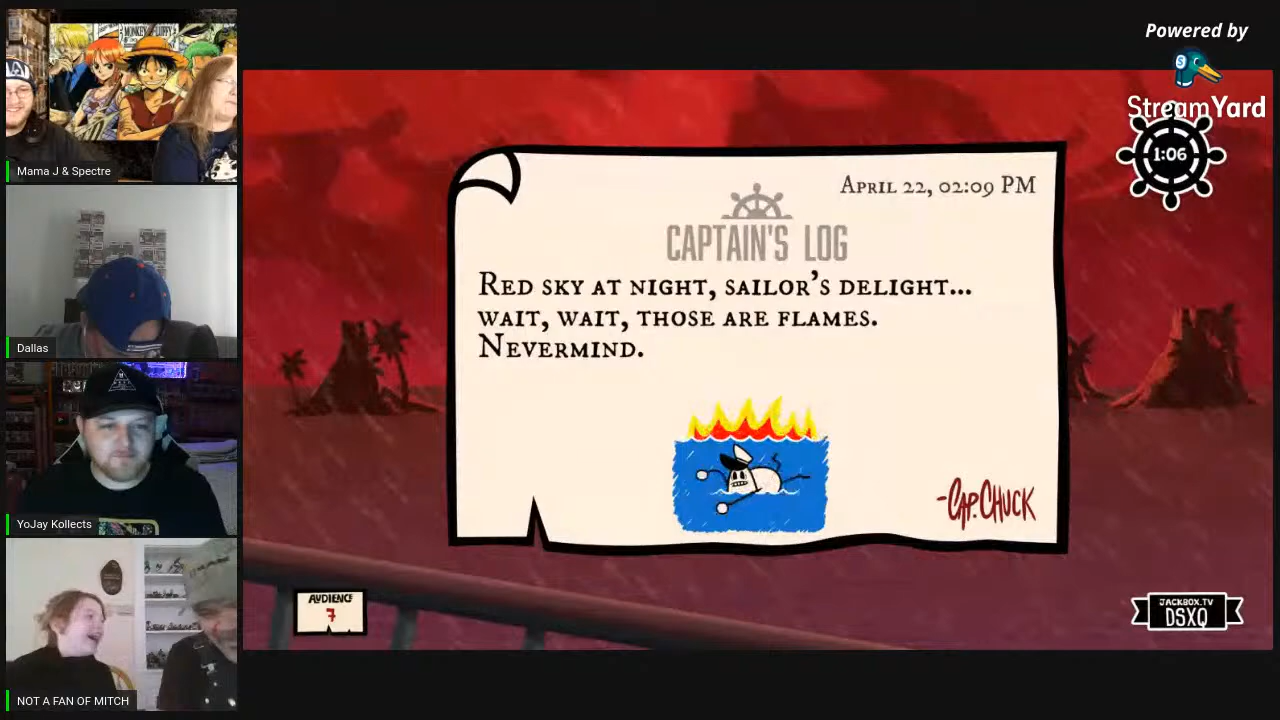 Powered by
StreamYard
1:06
April 22, 02:09 PM
CAPTAIN'S LOG
Red sky at night, sailor's delight...
wait, wait, those are flames.
Nevermind.
-Cap. Chuck
AUDIENCE
7
JACKBOX.TV
DSXQ
MONKEY·D·LUFFY
Mama J & Spectre
Dallas
YoJay Kollects
NOT A FAN OF MITCH